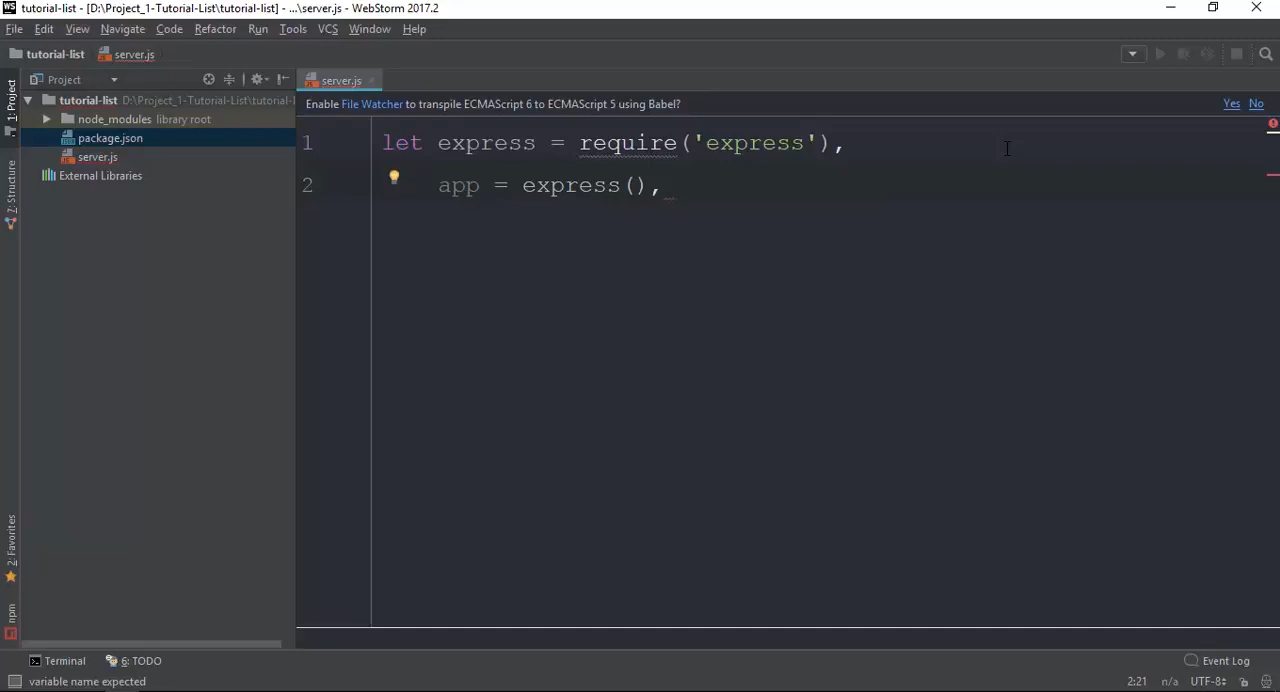 tutorial-list - [D:\Project_1-Tutorial-List\tutorial-list] - ...\server.js - WebStorm 2017.2
File Edit View Navigate Code Refactor Run Tools VCS Window Help
tutorial-list server.js
Project
server.js
tutorial-list D:\Project_1-Tutorial-List\tutorial-l
node_modules library root
package.json
server.js
External Libraries
1: Project
7: Structure
2: Favorites
npm
Enable File Watcher to transpile ECMAScript 6 to ECMAScript 5 using Babel? Yes No
1 let express = require('express'),
2 app = express(),
Terminal 6: TODO Event Log
variable name expected 2:21 n/a UTF-8